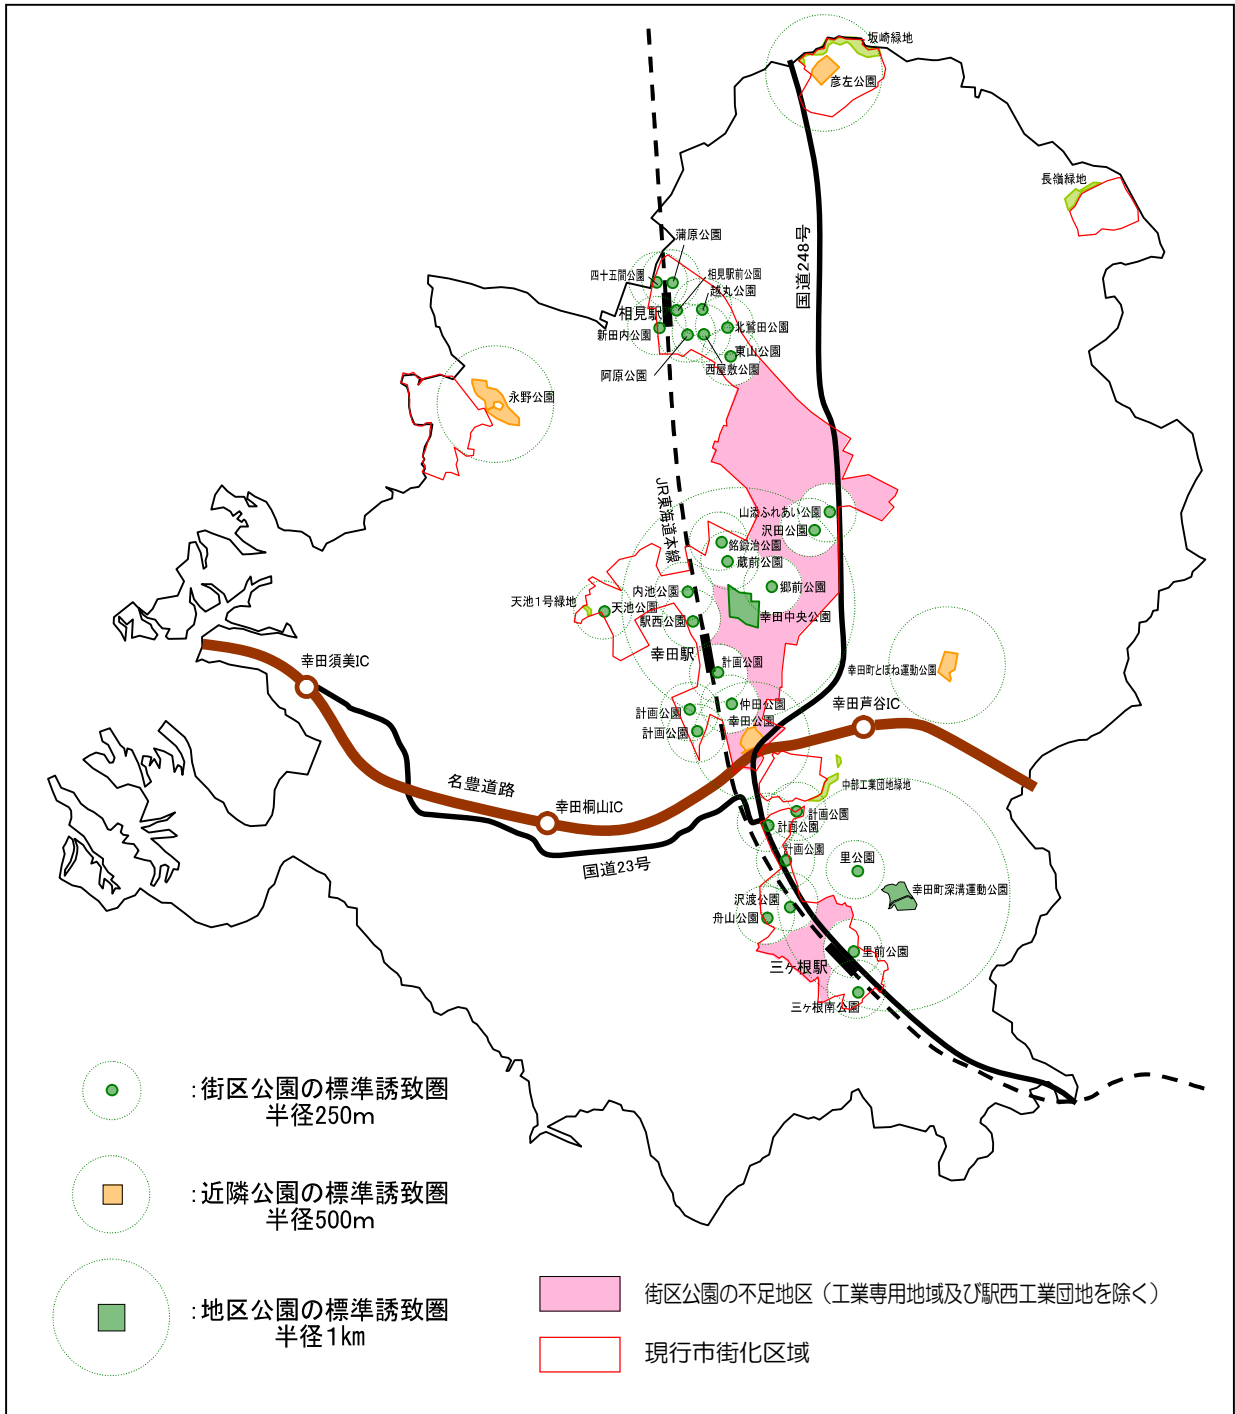 坂崎緑地
彦左公園
長嶺緑地
国道248号
蒲原公園
四十五間公園
相見駅前公園
越丸公園
相見駅
新田内公園
北鷲田公園
東山公園
西屋敷公園
阿原公園
永野公園
JR東海道本線
山添ふれあい公園
沢田公園
銘鍛治公園
蔵前公園
郷前公園
内池公園
天池1号緑地
天池公園
幸田中央公園
駅西公園
幸田駅
計画公園
幸田須美IC
幸田町とぼね運動公園
仲田公園
幸田芦谷IC
計画公園
幸田公園
計画公園
名豊道路
中部工業団地緑地
幸田桐山IC
計画公園
計画公園
計画公園
国道23号
里公園
幸田町深溝運動公園
沢渡公園
舟山公園
里前公園
三ヶ根駅
三ヶ根南公園
:街区公園の標準誘致圏
半径250m
:近隣公園の標準誘致圏
半径500m
:地区公園の標準誘致圏
半径1km
街区公園の不足地区（工業専用地域及び駅西工業団地を除く）
現行市街化区域